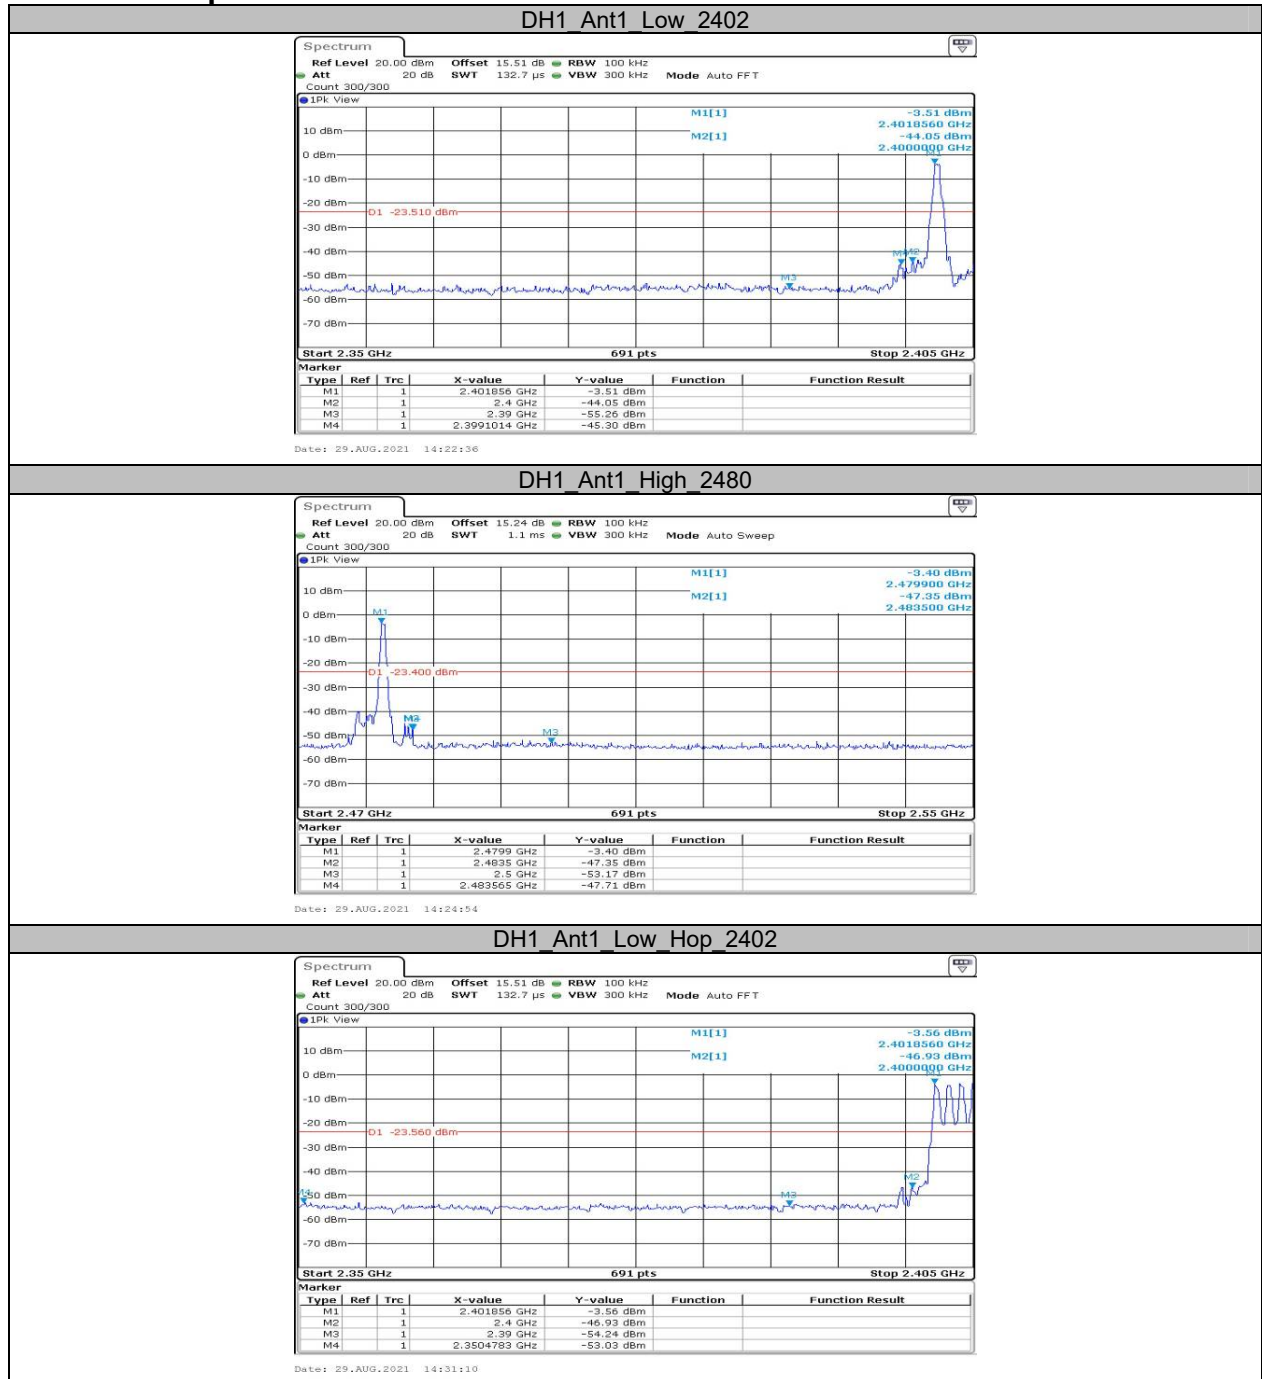 DH1_Ant1_Low_2402
Spectrum
Ref Level 20.00 dBm Offset 15.51 dB RBW 100 kHz
Att 20 dB SWT 132.7 µs VBW 300 kHz Mode Auto FFT
Count 300/300
1Pk View
M1[1] -3.51 dBm
2.4018560 GHz
10 dBm
M2[1] -44.05 dBm
2.4000000 GHz
0 dBm
M1
-10 dBm
-20 dBm
D1 -23.510 dBm
-30 dBm
-40 dBm
M4 M2
-50 dBm
M3
-60 dBm
-70 dBm
Start 2.35 GHz 691 pts Stop 2.405 GHz
Marker
Type Ref Trc X-value Y-value Function Function Result
M1 1 2.401856 GHz -3.51 dBm
M2 1 2.4 GHz -44.05 dBm
M3 1 2.39 GHz -55.26 dBm
M4 1 2.3991014 GHz -45.30 dBm
Date: 29.AUG.2021 14:22:36
DH1_Ant1_High_2480
Spectrum
Ref Level 20.00 dBm Offset 15.24 dB RBW 100 kHz
Att 20 dB SWT 1.1 ms VBW 300 kHz Mode Auto Sweep
Count 300/300
1Pk View
M1[1] -3.40 dBm
2.479900 GHz
10 dBm
M2[1] -47.35 dBm
2.483500 GHz
0 dBm
M1
-10 dBm
-20 dBm
D1 -23.400 dBm
-30 dBm
-40 dBm
-50 dBm
M3
-60 dBm
-70 dBm
Start 2.47 GHz 691 pts Stop 2.55 GHz
Marker
Type Ref Trc X-value Y-value Function Function Result
M1 1 2.4799 GHz -3.40 dBm
M2 1 2.4835 GHz -47.35 dBm
M3 1 2.5 GHz -53.17 dBm
M4 1 2.483565 GHz -47.71 dBm
Date: 29.AUG.2021 14:24:54
DH1_Ant1_Low_Hop_2402
Spectrum
Ref Level 20.00 dBm Offset 15.51 dB RBW 100 kHz
Att 20 dB SWT 132.7 µs VBW 300 kHz Mode Auto FFT
Count 300/300
1Pk View
M1[1] -3.56 dBm
2.4018560 GHz
10 dBm
M2[1] -46.93 dBm
2.4000000 GHz
0 dBm
M1
-10 dBm
-20 dBm
D1 -23.560 dBm
-30 dBm
-40 dBm
M2
M4
-50 dBm
M3
-60 dBm
-70 dBm
Start 2.35 GHz 691 pts Stop 2.405 GHz
Marker
Type Ref Trc X-value Y-value Function Function Result
M1 1 2.401856 GHz -3.56 dBm
M2 1 2.4 GHz -46.93 dBm
M3 1 2.39 GHz -54.24 dBm
M4 1 2.3504783 GHz -53.03 dBm
Date: 29.AUG.2021 14:31:10